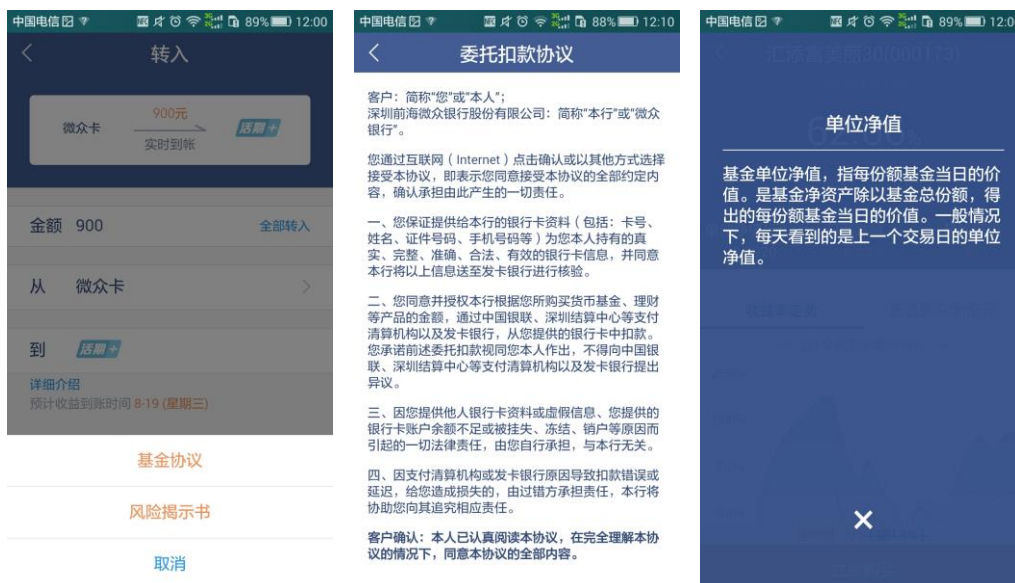 中国电信
89%
12:00
转入
微众卡
900元
实时到帐
活期+
金额 900
全部转入
从 微众卡
到 活期+
详细介绍
预计收益到账时间 8-19 (星期三)
基金协议
风险揭示书
取消
中国电信
88%
12:10
委托扣款协议
客户：简称“您”或“本人”；
深圳前海微众银行股份有限公司：简称“本行”或“微众
银行”。
您通过互联网（Internet）点击确认或以其他方式选择
接受本协议，即表示您同意接受本协议的全部约定内
容，确认承担由此产生的一切责任。
一、您保证提供给本行的银行卡资料（包括：卡号、
姓名、证件号码、手机号码等）为您本人持有的真
实、完整、准确、合法、有效的银行卡信息，并同意
本行将以上信息送至发卡银行进行核验。
二、您同意并授权本行根据您所购买货币基金、理财
等产品的金额，通过中国银联、深圳结算中心等支付
清算机构以及发卡银行，从您提供的银行卡中扣款。
您承诺前述委托扣款视同您本人作出，不得向中国银
联、深圳结算中心等支付清算机构以及发卡银行提出
异议。
三、因您提供他人银行卡资料或虚假信息、您提供的
银行卡账户余额不足或被挂失、冻结、销户等原因而
引起的一切法律责任，由您自行承担，与本行无关。
四、因支付清算机构或发卡银行原因导致扣款错误或
延迟，给您造成损失的，由过错方承担责任，本行将
协助您向其追究相应责任。
客户确认：本人已认真阅读本协议，在完全理解本协
议的情况下，同意本协议的全部内容。
中国电信
89%
12:0
汇添富美丽30(000173)
单位净值
基金单位净值，指每份额基金当日的价
值。是基金净资产除以基金总份额，得
出的每份额基金当日的价值。一般情况
下，每天看到的是上一个交易日的单位
净值。